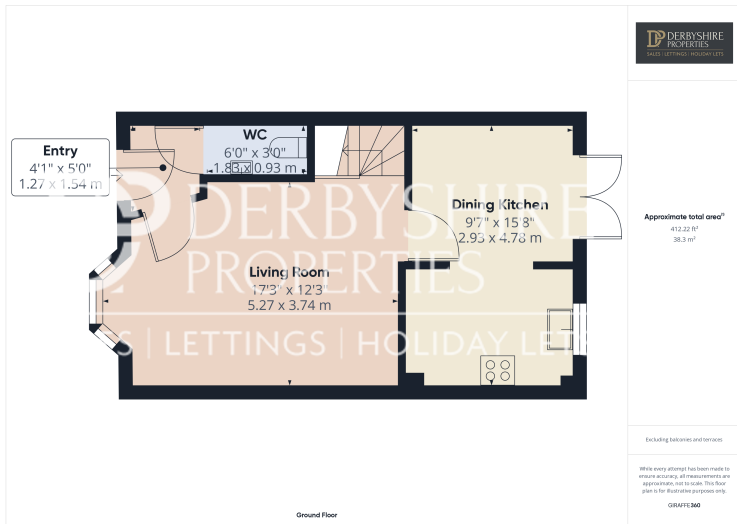 DERBYSHIRE
PROPERTIES
SALES | LETTINGS | HOLIDAY LETS
Entry
4'1" x 5'0"
1.27 x 1.54 m
WC
6'0" x 3'0"
1.83 x 0.93 m
Dining Kitchen
9'7" x 15'8"
2.93 x 4.78 m
Living Room
17'3" x 12'3"
5.27 x 3.74 m
DERBYSHIRE
PROPERTIES
S | LETTINGS | HOLIDAY LETS
Approximate total area(1)
412.22 ft²
38.3 m²
Excluding balconies and terraces
While every attempt has been made to
ensure accuracy, all measurements are
approximate, not to scale. This floor
plan is for illustrative purposes only.
GIRAFFE360
Ground Floor